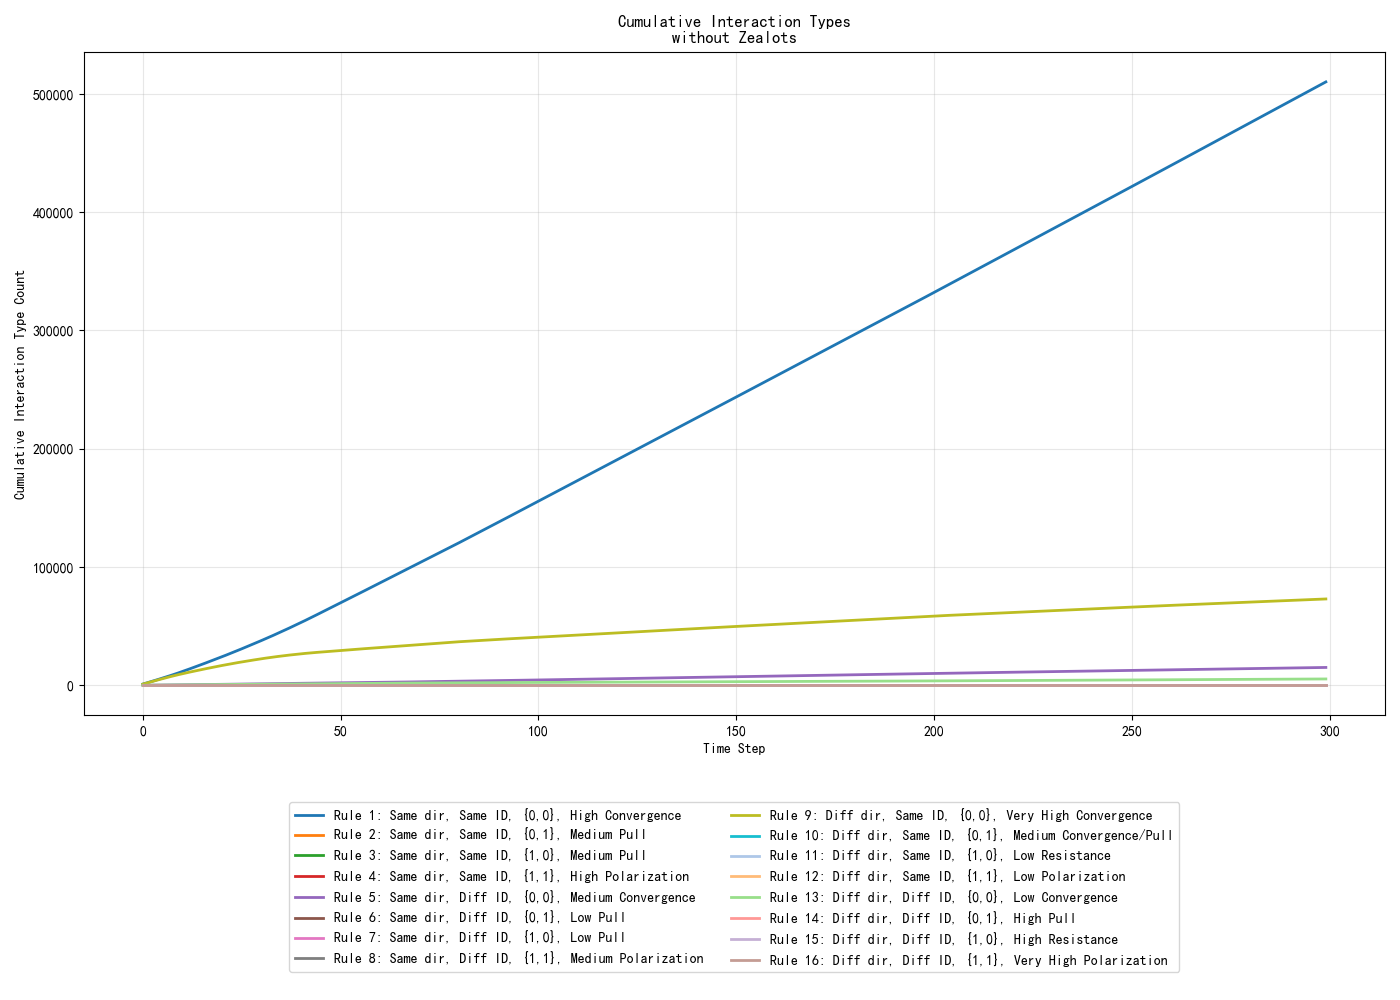 Cumulative Interaction Types
without Zealots
Cumulative Interaction Type Count
500000
400000
300000
200000
100000
0
0
50
100
150
200
250
300
Time Step
Rule 1: Same dir, Same ID, {0,0}, High Convergence
Rule 2: Same dir, Same ID, {0,1}, Medium Pull
Rule 3: Same dir, Same ID, {1,0}, Medium Pull
Rule 4: Same dir, Same ID, {1,1}, High Polarization
Rule 5: Same dir, Diff ID, {0,0}, Medium Convergence
Rule 6: Same dir, Diff ID, {0,1}, Low Pull
Rule 7: Same dir, Diff ID, {1,0}, Low Pull
Rule 8: Same dir, Diff ID, {1,1}, Medium Polarization
Rule 9: Diff dir, Same ID, {0,0}, Very High Convergence
Rule 10: Diff dir, Same ID, {0,1}, Medium Convergence/Pull
Rule 11: Diff dir, Same ID, {1,0}, Low Resistance
Rule 12: Diff dir, Same ID, {1,1}, Low Polarization
Rule 13: Diff dir, Diff ID, {0,0}, Low Convergence
Rule 14: Diff dir, Diff ID, {0,1}, High Pull
Rule 15: Diff dir, Diff ID, {1,0}, High Resistance
Rule 16: Diff dir, Diff ID, {1,1}, Very High Polarization